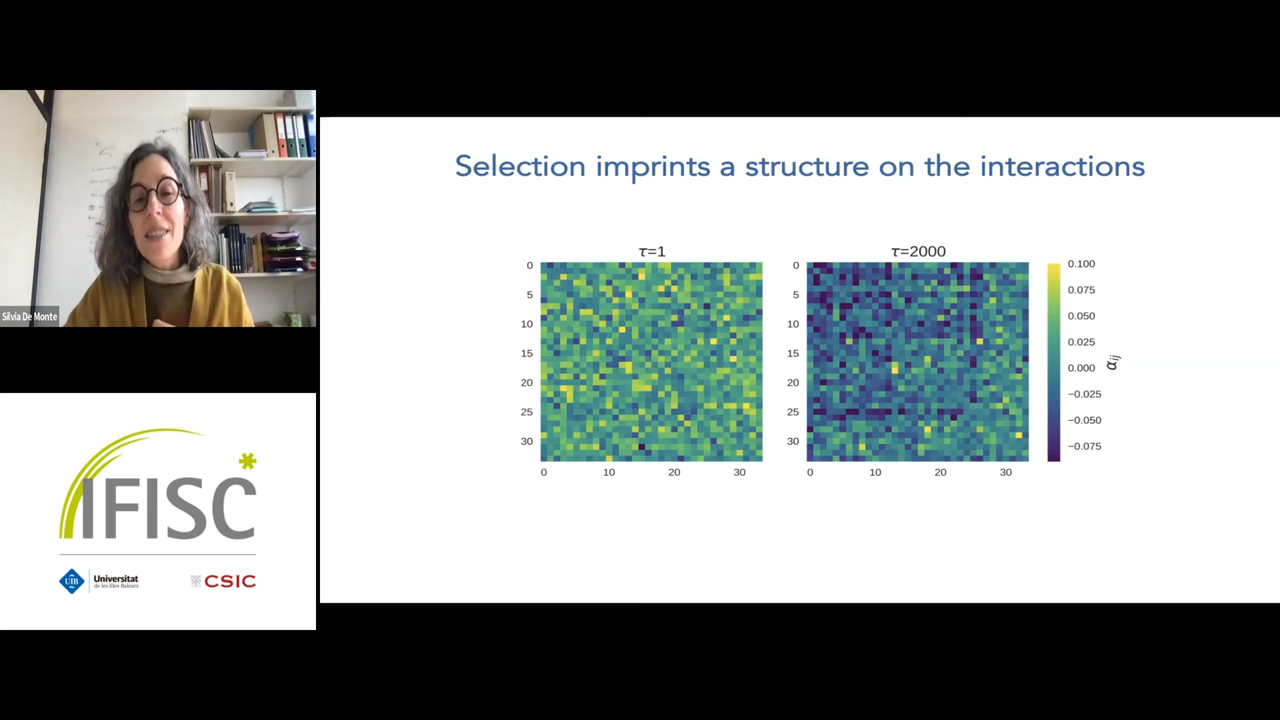 Silvia De Monte
IFISC
UIB
Universitat
de les Illes Balears
CSIC
Selection imprints a structure on the interactions
τ=1
0
5
10
15
20
25
30
0 10 20 30
τ=2000
0
5
10
15
20
25
30
0 10 20 30
0.100
0.075
0.050
0.025
0.000
−0.025
−0.050
−0.075
αij